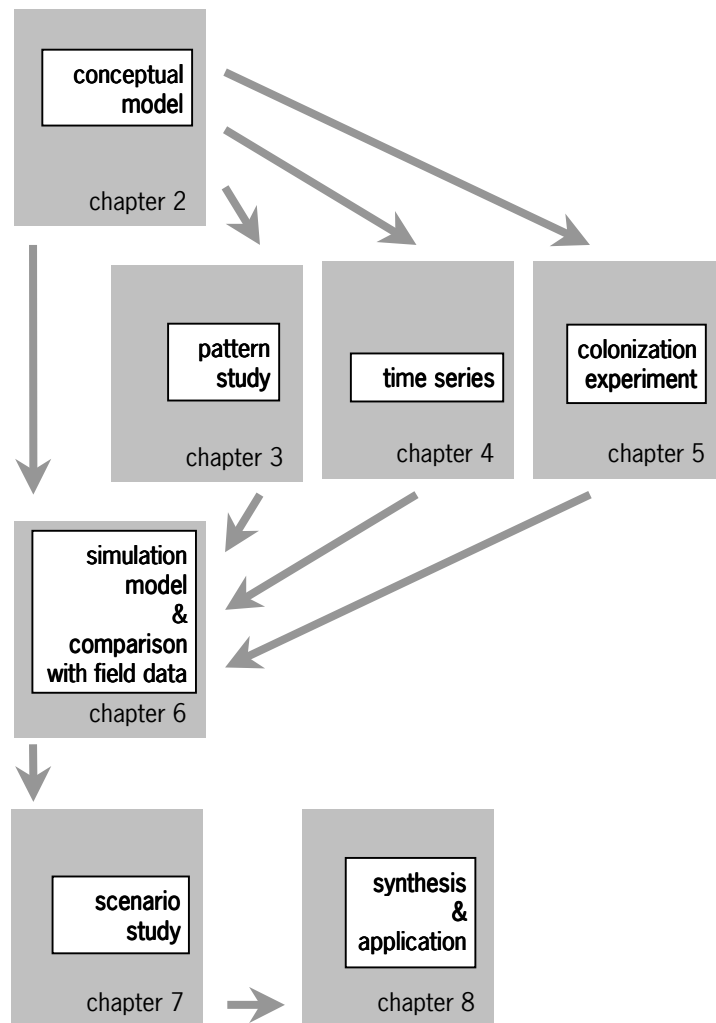 conceptual
model
chapter 2
pattern
study
chapter 3
time series
chapter 4
colonization
experiment
chapter 5
simulation
model
&
comparison
with field data
chapter 6
scenario
study
chapter 7
synthesis
&
application
chapter 8